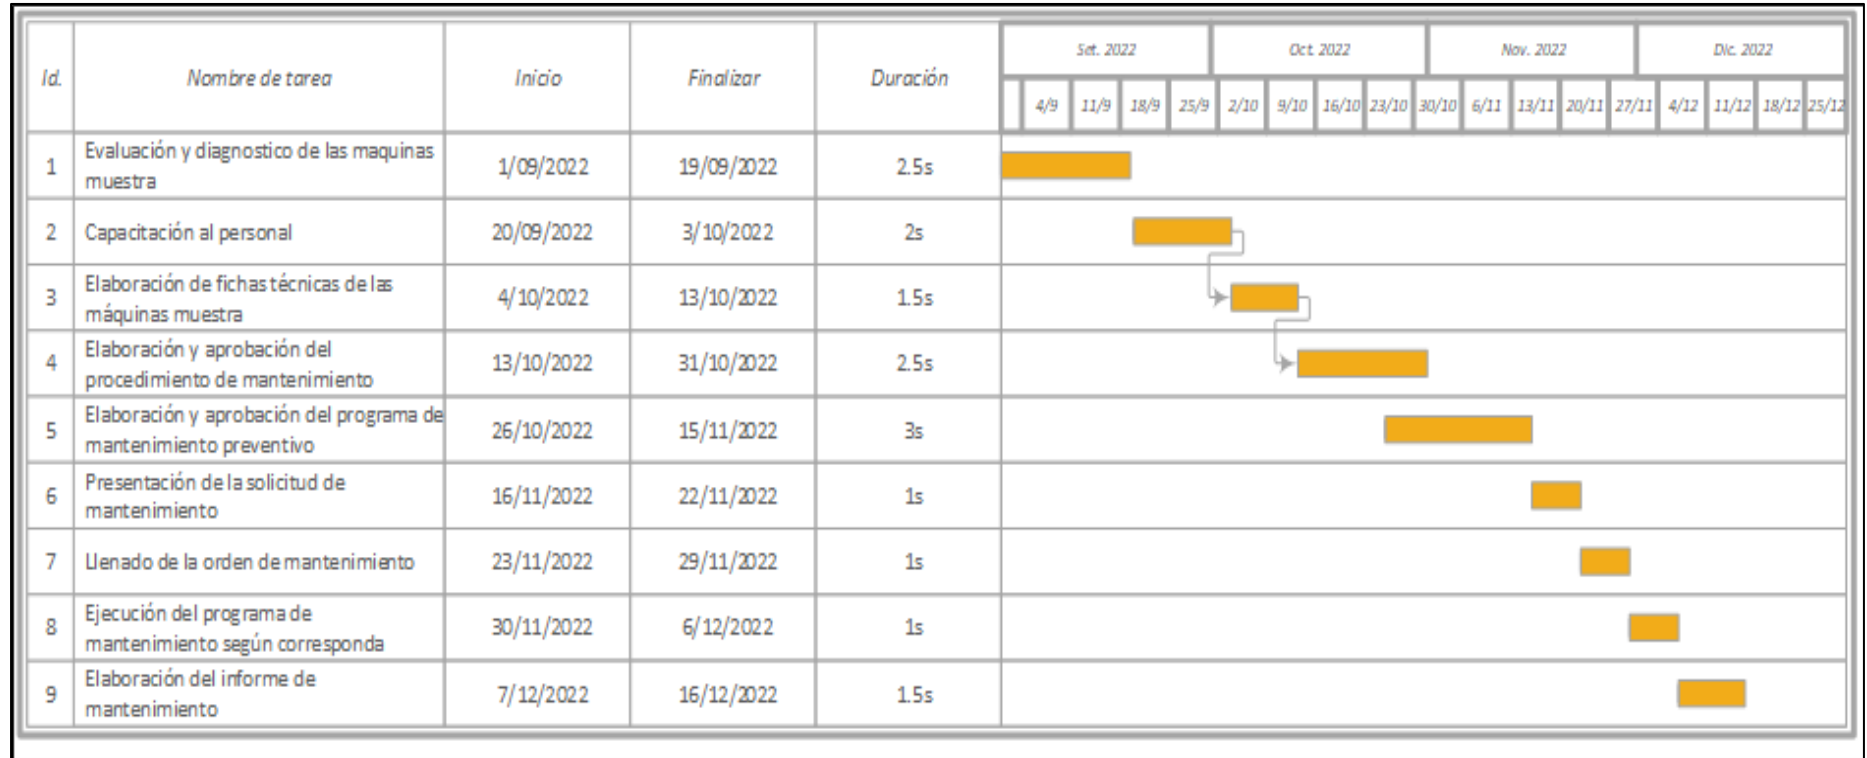 Id.
Nombre de tarea
Inicio
Finalizar
Duración
Set. 2022
Oct. 2022
Nov. 2022
Dic. 2022
4/9 11/9 18/9 25/9 2/10 9/10 16/10 23/10 30/10 6/11 13/11 20/11 27/11 4/12 11/12 18/12 25/12
1
Evaluación y diagnostico de las maquinas
muestra
1/09/2022
19/09/2022
2.5s
2
Capacitación al personal
20/09/2022
3/10/2022
2s
3
Elaboración de fichas técnicas de las
máquinas muestra
4/10/2022
13/10/2022
1.5s
4
Elaboración y aprobación del
procedimiento de mantenimiento
13/10/2022
31/10/2022
2.5s
5
Elaboración y aprobación del programa de
mantenimiento preventivo
26/10/2022
15/11/2022
3s
6
Presentación de la solicitud de
mantenimiento
16/11/2022
22/11/2022
1s
7
Llenado de la orden de mantenimiento
23/11/2022
29/11/2022
1s
8
Ejecución del programa de
mantenimiento según corresponda
30/11/2022
6/12/2022
1s
9
Elaboración del informe de
mantenimiento
7/12/2022
16/12/2022
1.5s